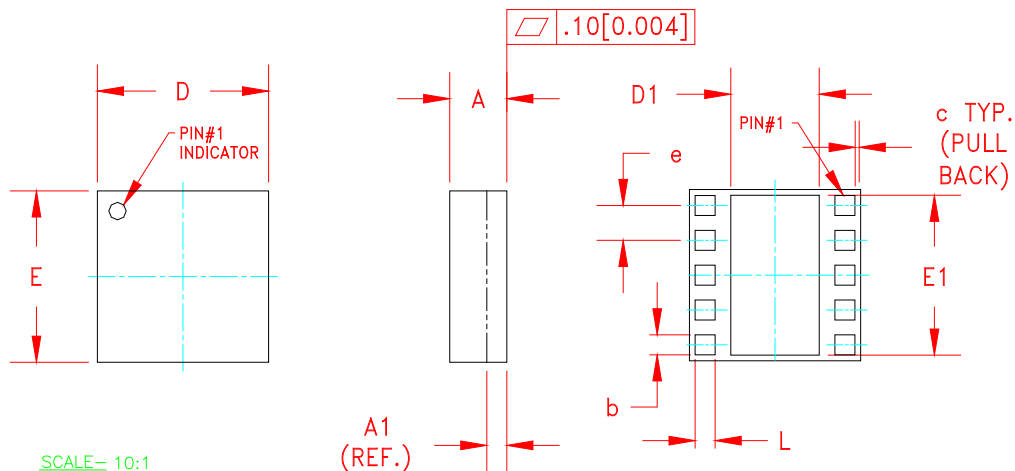 .10[0.004]
D
A
D1
PIN#1
INDICATOR
PIN#1
c TYP.
(PULL
BACK)
e
E
E1
b
A1
(REF.)
L
SCALE- 10:1